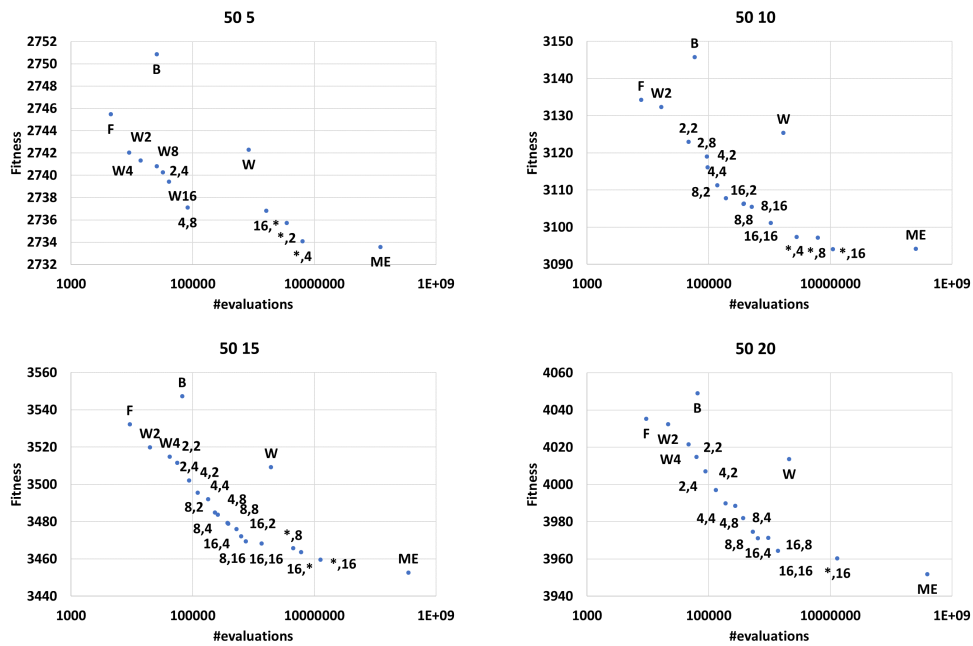 50 5
2752
2750
2748
2746
2744
2742
2740
2738
2736
2734
2732
Fitness
B
F
W2
W8
W4
2,4
W
W16
4,8
16,*
*,2
*,4
ME
1000
100000
10000000
1E+09
#evaluations
50 10
3150
3140
3130
3120
3110
3100
3090
Fitness
B
F
W2
W
2,2
2,8
4,2
4,4
8,2
16,2
8,16
8,8
16,16
*,4
*,8
*,16
ME
1000
100000
10000000
1E+09
#evaluations
50 15
3560
3540
3520
3500
3480
3460
3440
Fitness
B
F
W2
W4
2,2
W
2,4
4,2
4,4
8,2
4,8
8,8
8,4
16,2
*,8
16,4
8,16
16,16
16,*
*,16
ME
1000
100000
10000000
1E+09
#evaluations
50 20
4060
4040
4020
4000
3980
3960
3940
Fitness
B
F
W2
2,2
W4
W
4,2
2,4
4,4
4,8
8,4
8,8
16,4
16,8
16,16
*,16
ME
1000
100000
10000000
1E+09
#evaluations